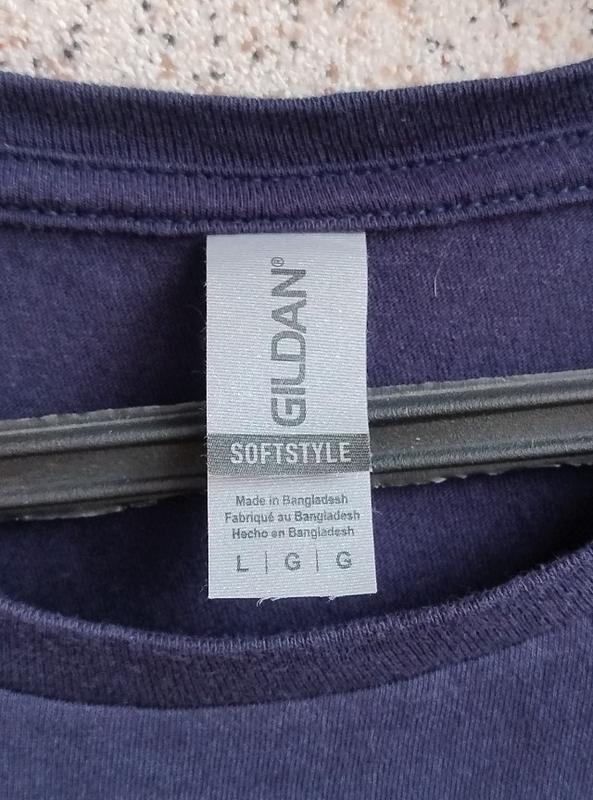 GILDAN®
SOFTSTYLE
Made in Bangladesh
Fabriqué au Bangladesh
Hecho en Bangladesh
L | G | G